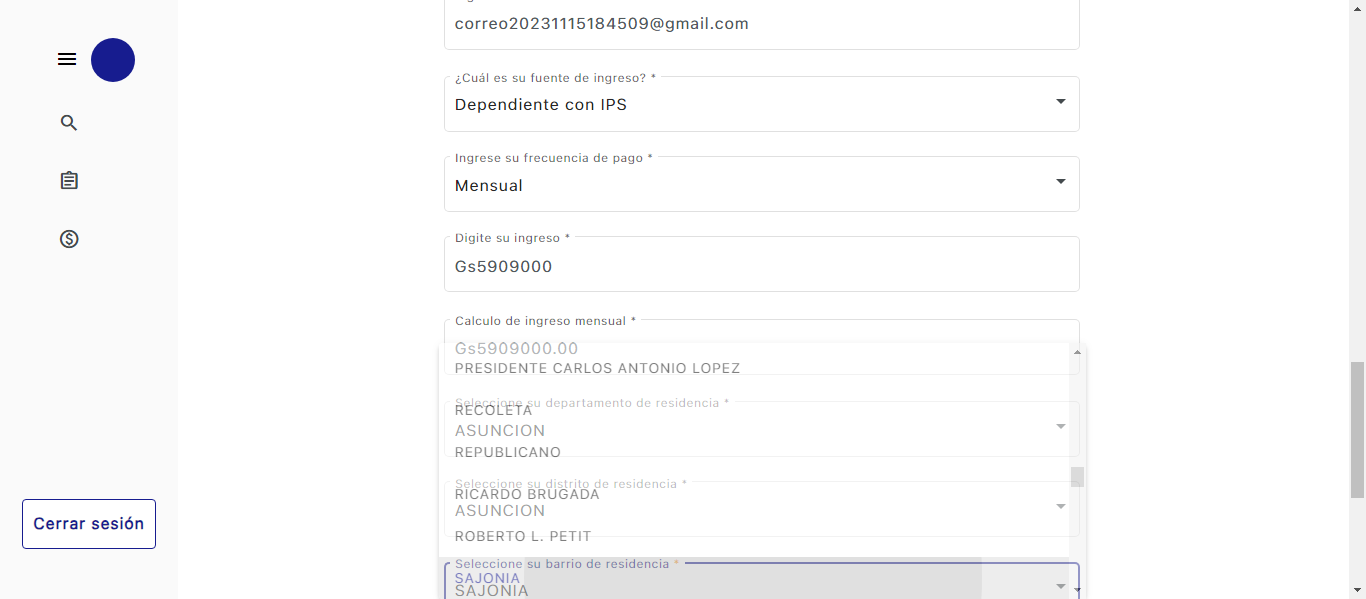 correo20231115184509@gmail.com
¿Cuál es su fuente de ingreso? *
Dependiente con IPS
Ingrese su frecuencia de pago *
Mensual
Digite su ingreso *
Gs5909000
Calculo de ingreso mensual *
Gs5909000.00
PRESIDENTE CARLOS ANTONIO LOPEZ
Seleccione su departamento de residencia *
RECOLETA
ASUNCION
REPUBLICANO
Seleccione su distrito de residencia *
RICARDO BRUGADA
ASUNCION
ROBERTO L. PETIT
Seleccione su barrio de residencia *
SAJONIA
SAJONIA
Cerrar sesión